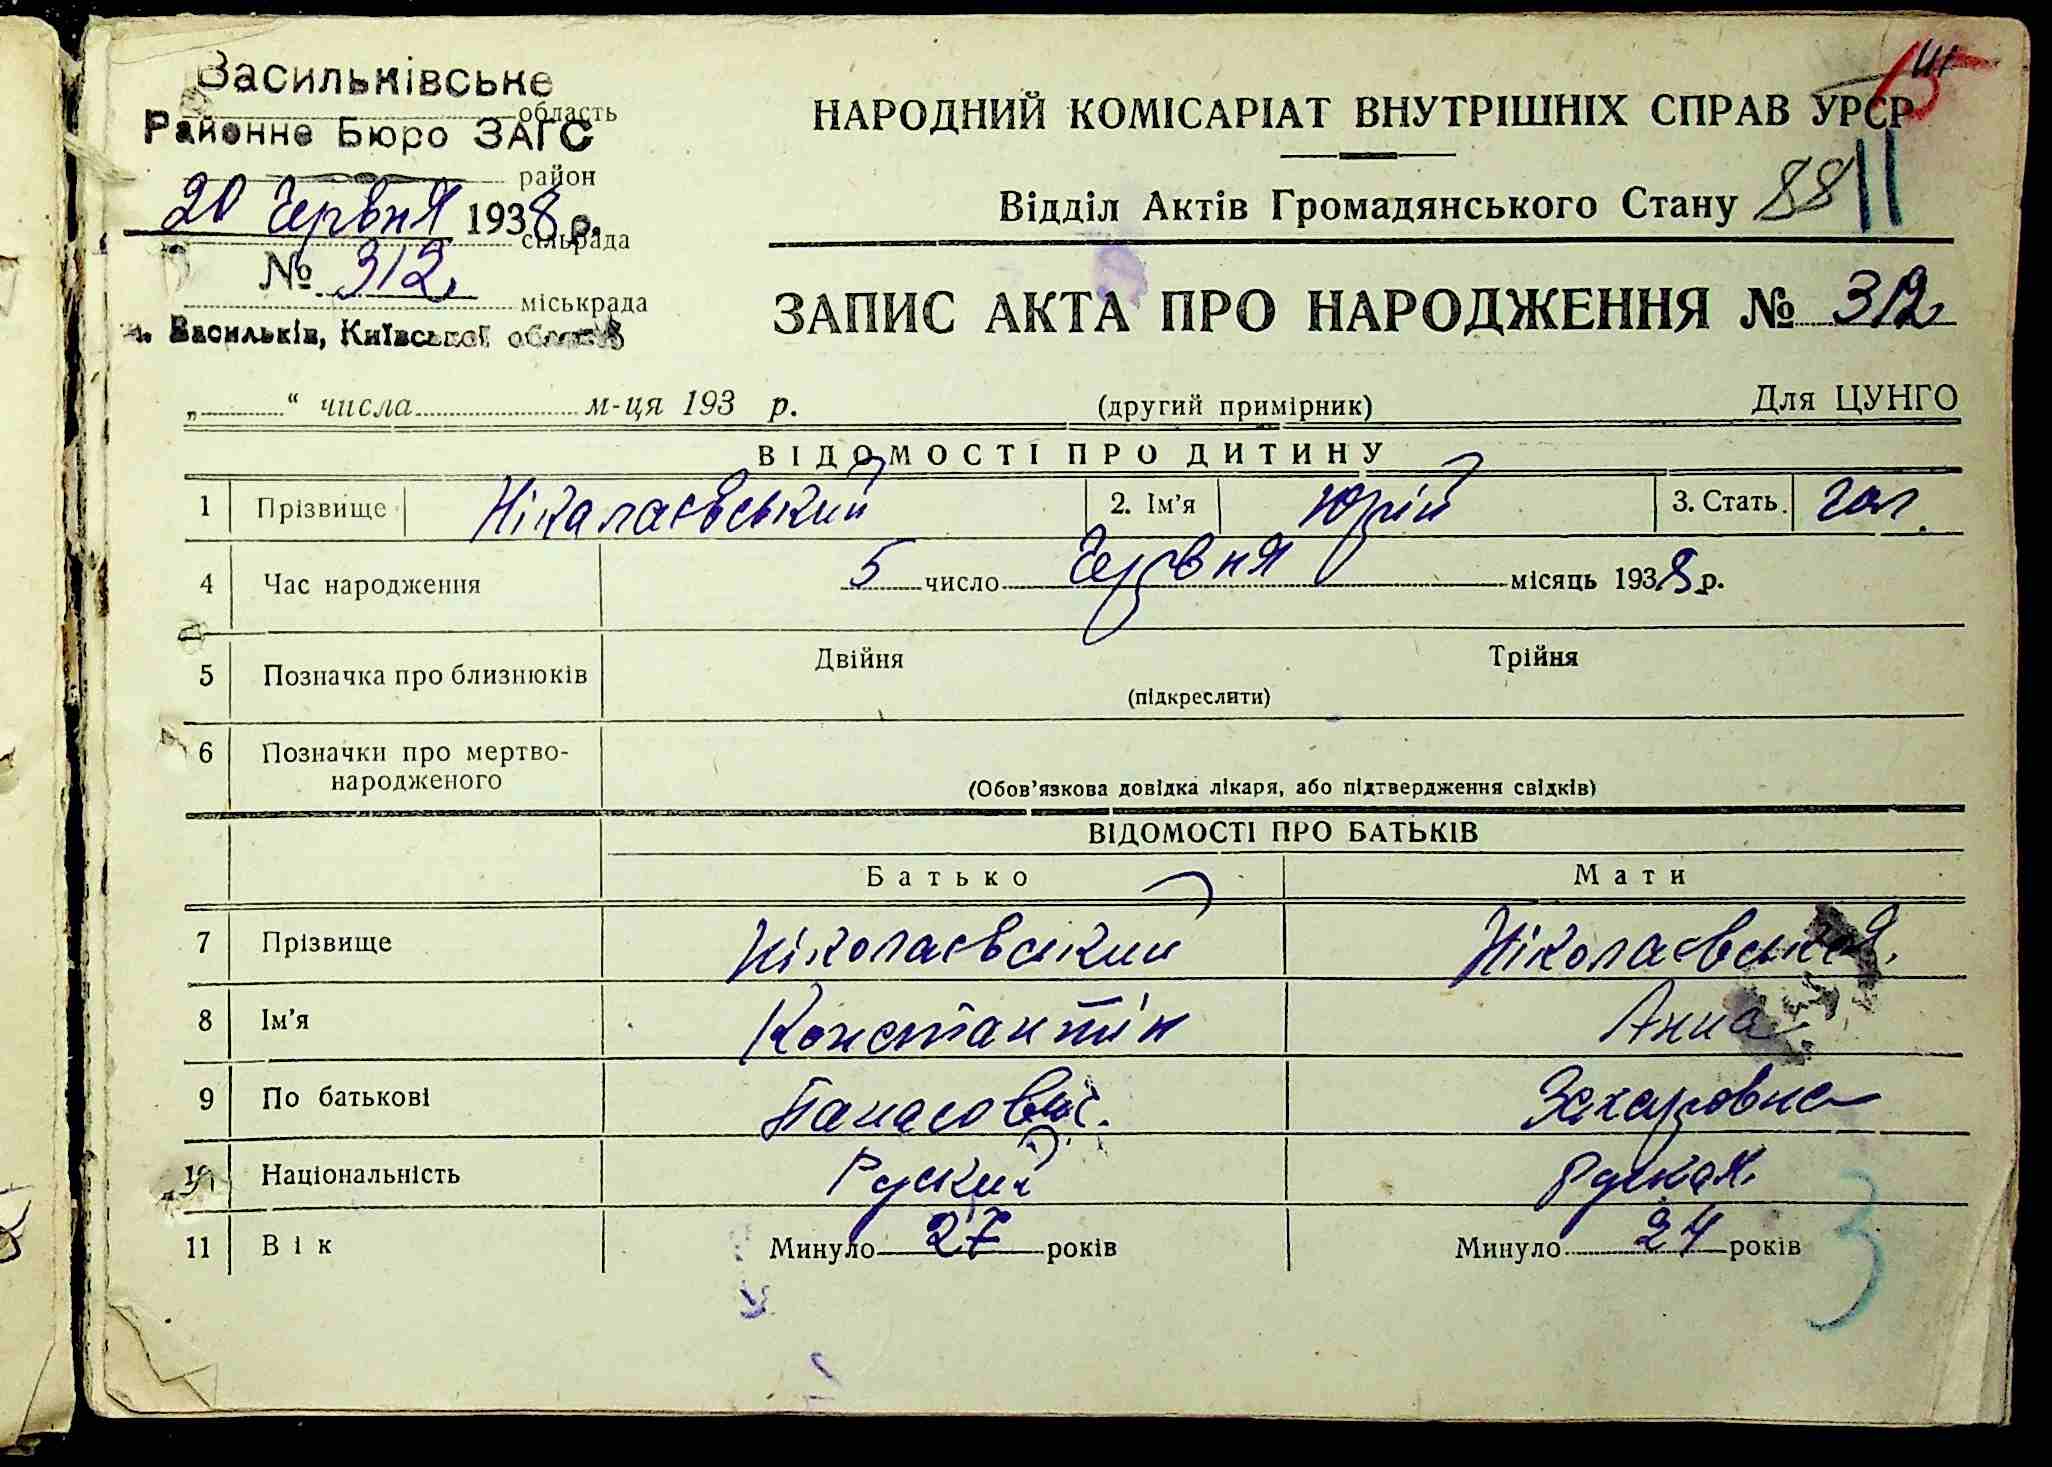 Васильківське
область
Районне Бюро ЗАГС
район
20 Червня 1938 р.
сільрада
№ 312
міськрада
м. Васильків, Київської області
НАРОДНИЙ КОМІСАРІАТ ВНУТРІШНІХ СПРАВ УРСР
15
Відділ Актів Громадянського Стану 88 11
ЗАПИС АКТА ПРО НАРОДЖЕННЯ № 312
„ “ числа м-ця 193 р. (другий примірник) Для ЦУНГО
ВІДОМОСТІ ПРО ДИТИНУ
1 Прізвище Нікалаєвський 2. Ім'я Юрій 3. Стать. чол.
4 Час народження 5 число Червня місяць 1938 р.
5 Позначка про близнюків Двійня Трійня
(підкреслити)
6 Позначки про мертво-
народженого
(Обов'язкова довідка лікаря, або підтвердження свідків)
ВІДОМОСТІ ПРО БАТЬКІВ
Батько Мати
7 Прізвище Ніколаєвський Ніколаєвская.
8 Ім'я Константін Анна
9 По батькові Панасович. Захаровна
10 Національність Руский Руская.
11 Вік Минуло 27 років Минуло 24 років
3